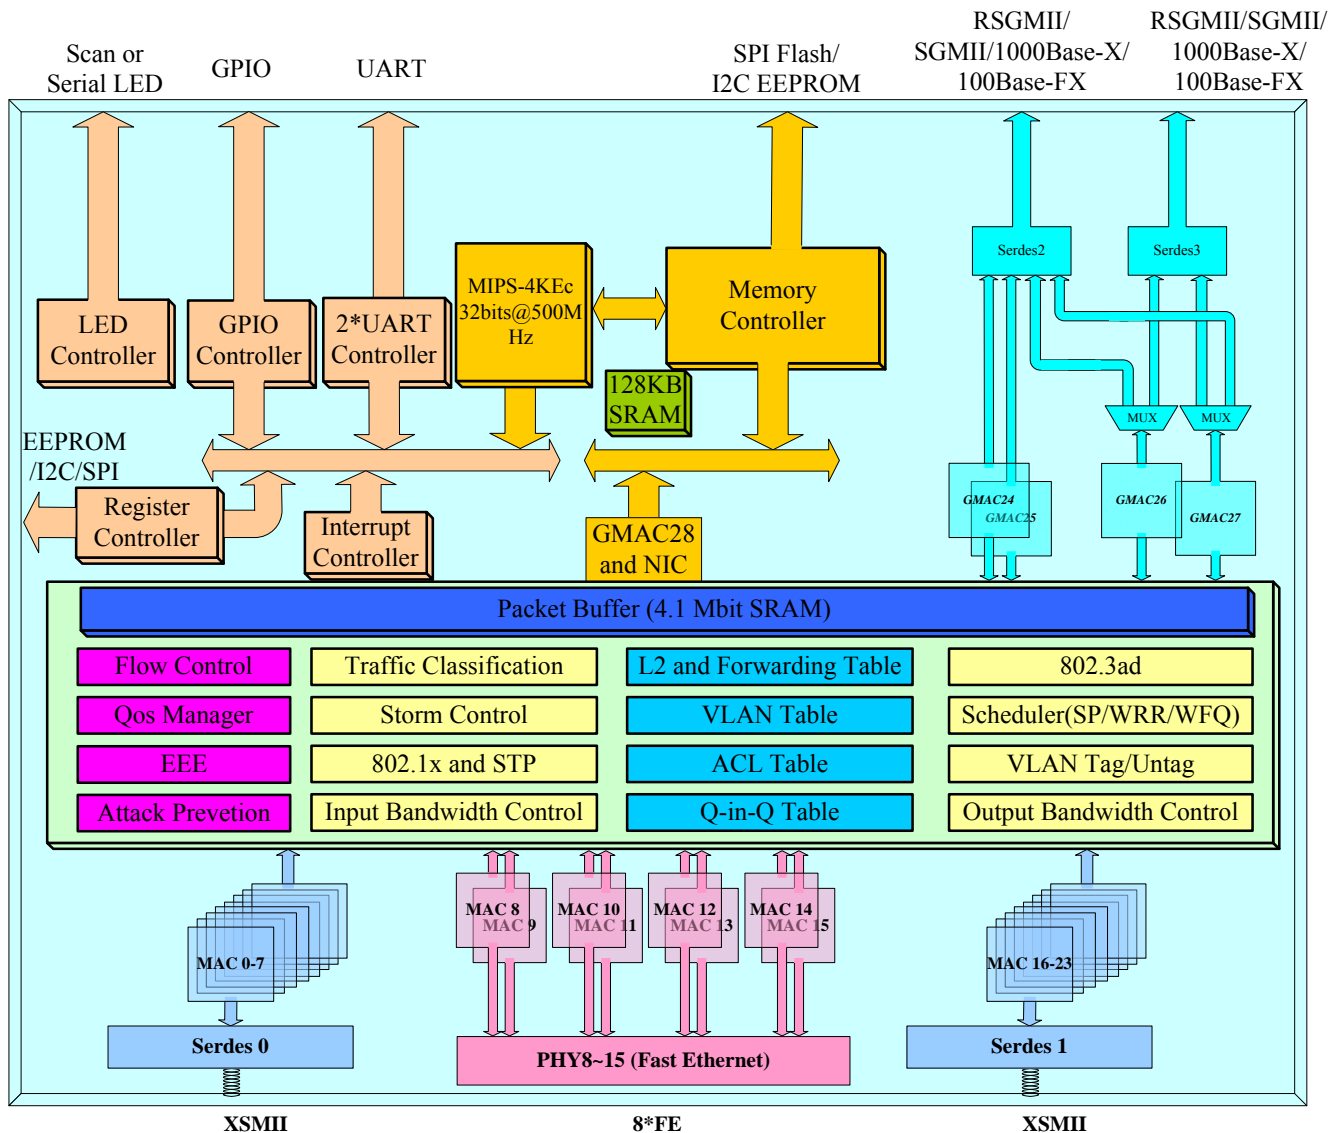 Scan or
Serial LED
GPIO
UART
SPI Flash/
I2C EEPROM
RSGMII/
SGMII/1000Base-X/
100Base-FX
RSGMII/SGMII/
1000Base-X/
100Base-FX
Serdes2
Serdes3
LED
Controller
GPIO
Controller
2*UART
Controller
MIPS-4KEc
32bits@500M
Hz
Memory
Controller
128KB
SRAM
MUX
MUX
EEPROM
/I2C/SPI
Register
Controller
Interrupt
Controller
GMAC28
and NIC
GMAC24
GMAC25
GMAC26
GMAC27
Packet Buffer (4.1 Mbit SRAM)
Flow Control
Traffic Classification
L2 and Forwarding Table
802.3ad
Qos Manager
Storm Control
VLAN Table
Scheduler(SP/WRR/WFQ)
EEE
802.1x and STP
ACL Table
VLAN Tag/Untag
Attack Prevetion
Input Bandwidth Control
Q-in-Q Table
Output Bandwidth Control
MAC 0-7
MAC 8
MAC 9
MAC 10
MAC 11
MAC 12
MAC 13
MAC 14
MAC 15
MAC 16-23
Serdes 0
PHY8~15 (Fast Ethernet)
Serdes 1
XSMII
8*FE
XSMII